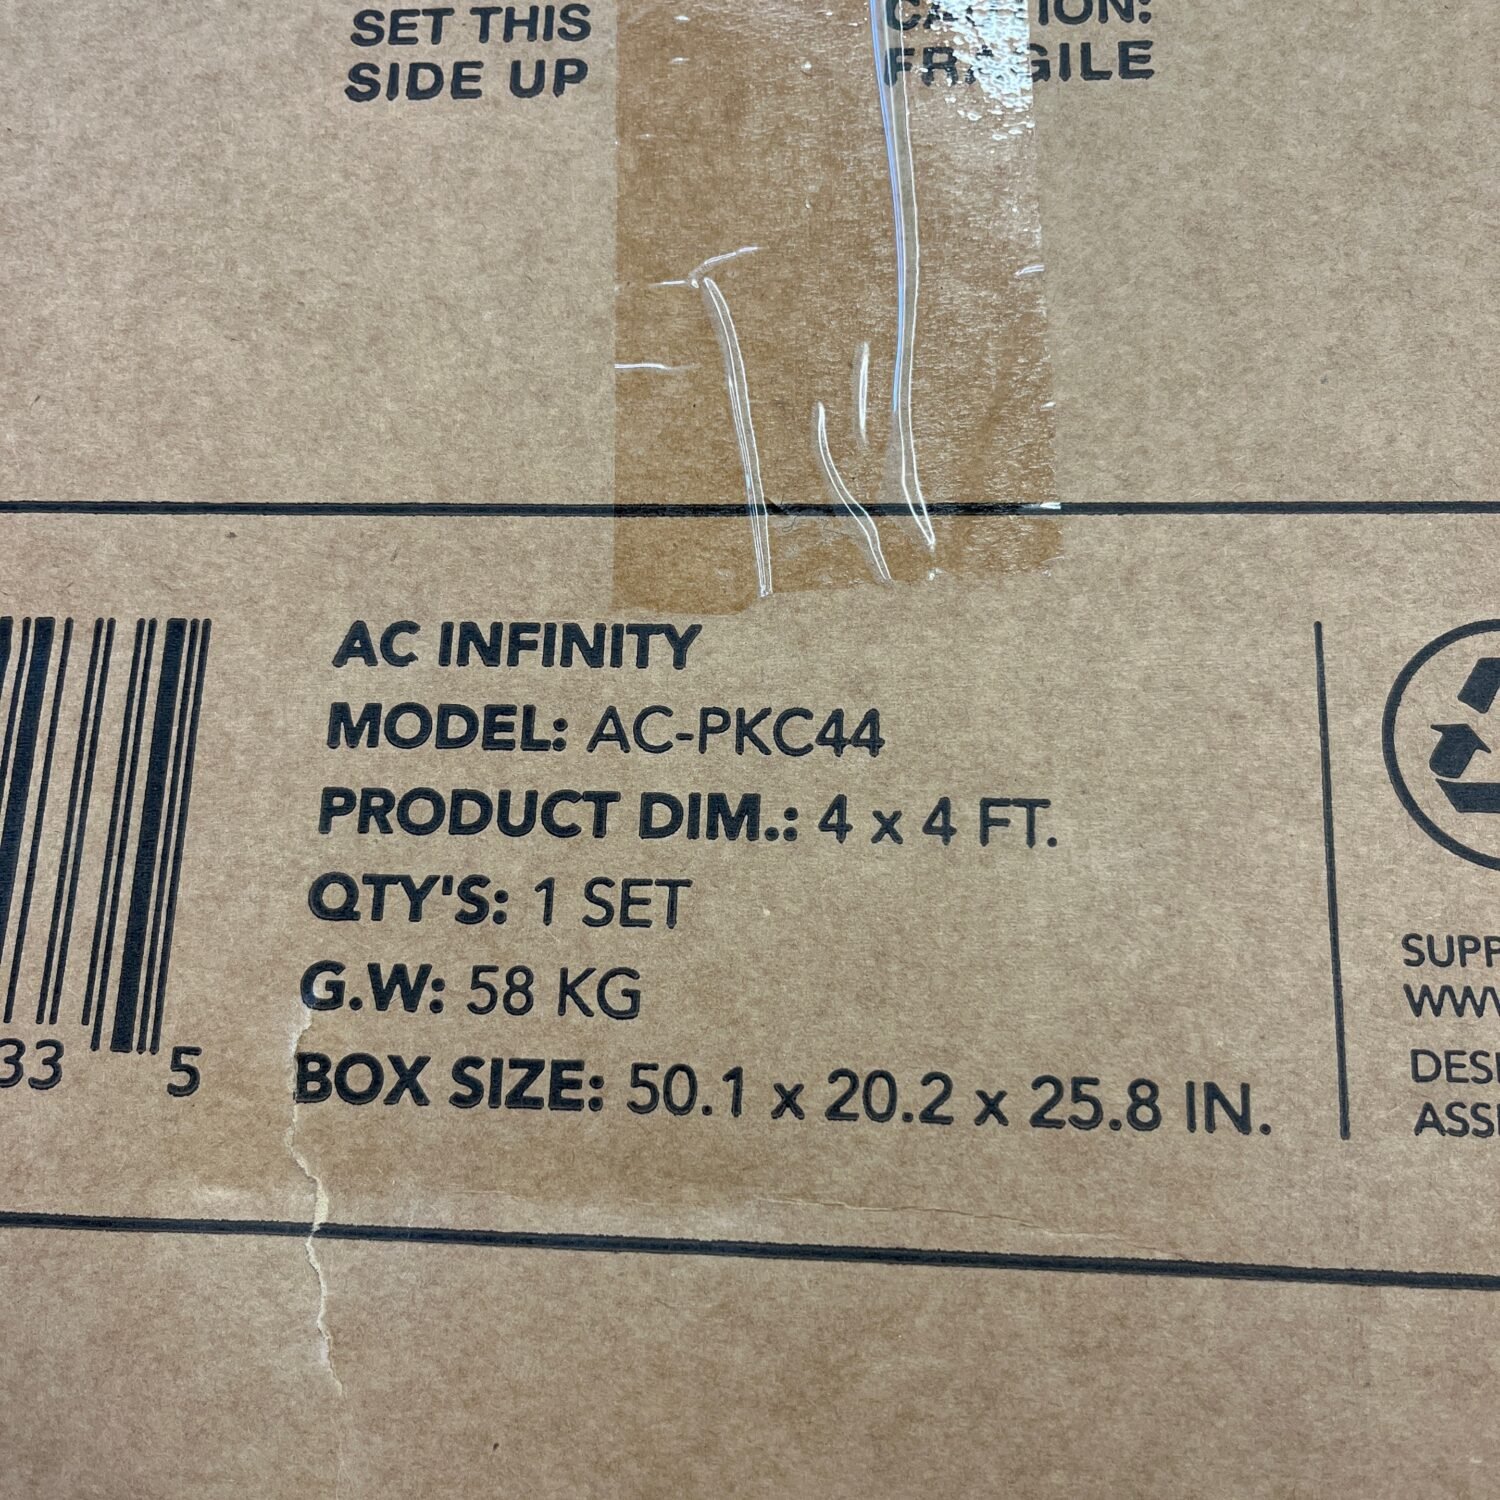 SET THIS
SIDE UP
FRAGILE
AC INFINITY
MODEL: AC-PKC44
PRODUCT DIM.: 4 x 4 FT.
QTY'S: 1 SET
G.W: 58 KG
BOX SIZE: 50.1 x 20.2 x 25.8 IN.
33 5